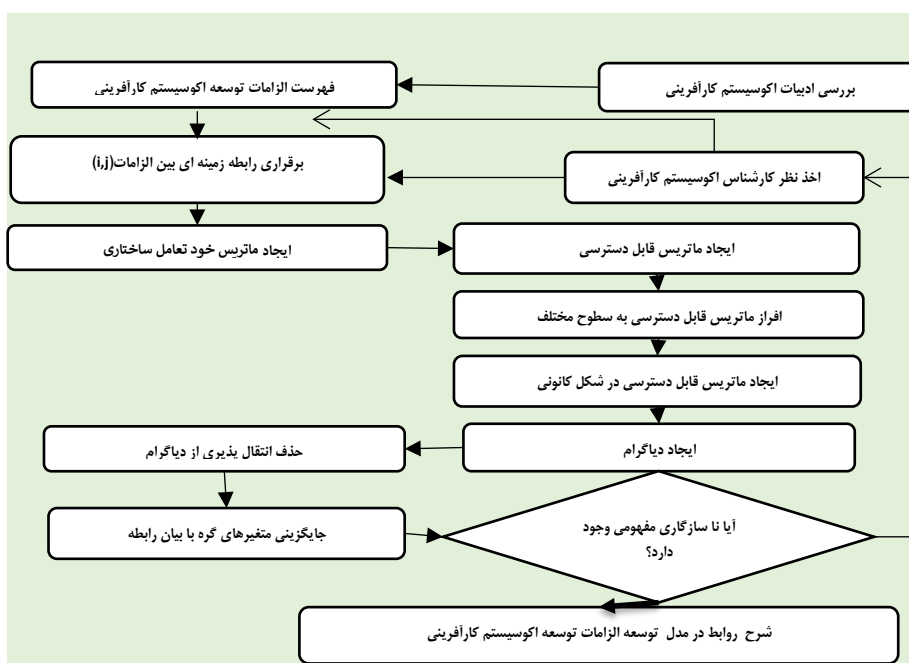 بررسی ادبیات اکوسیستم کارآفرینی
فهرست الزامات توسعه اکوسیستم کارآفرینی
اخذ نظر کارشناس اکوسیستم کارآفرینی
برقراری رابطه زمینه ای بین الزامات(i,j)
ایجاد ماتریس خود تعامل ساختاری
ایجاد ماتریس قابل دسترسی
افراز ماتریس قابل دسترسی به سطوح مختلف
ایجاد ماتریس قابل دسترسی در شکل کانونی
ایجاد دیاگرام
حذف انتقال پذیری از دیاگرام
جایگزینی متغیرهای گره با بیان رابطه
آیا نا سازگاری مفهومی وجود
دارد؟
شرح روابط در مدل توسعه الزامات توسعه اکوسیستم کارآفرینی